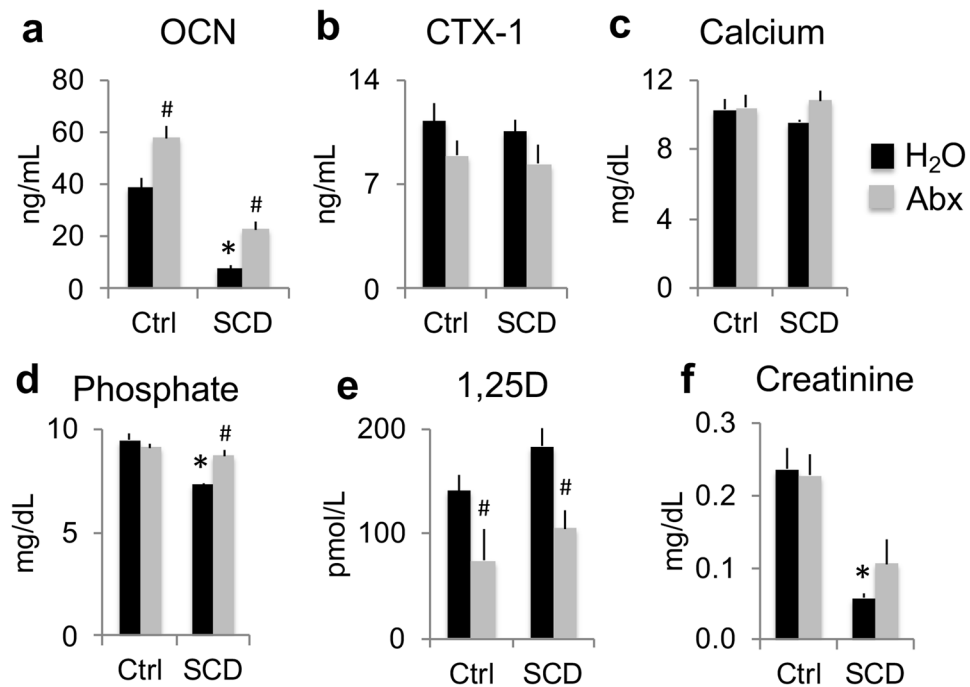 a OCN
80
60
40
20
0
ng/mL
#
*
#
Ctrl SCD
b CTX-1
14
7
0
ng/mL
Ctrl SCD
c Calcium
12
8
4
0
mg/dL
Ctrl SCD
H₂O
Abx
d Phosphate
10
5
0
mg/dL
*
#
Ctrl SCD
e 1,25D
200
100
0
pmol/L
#
#
Ctrl SCD
f Creatinine
0.3
0.2
0.1
0.0
mg/dL
*
Ctrl SCD